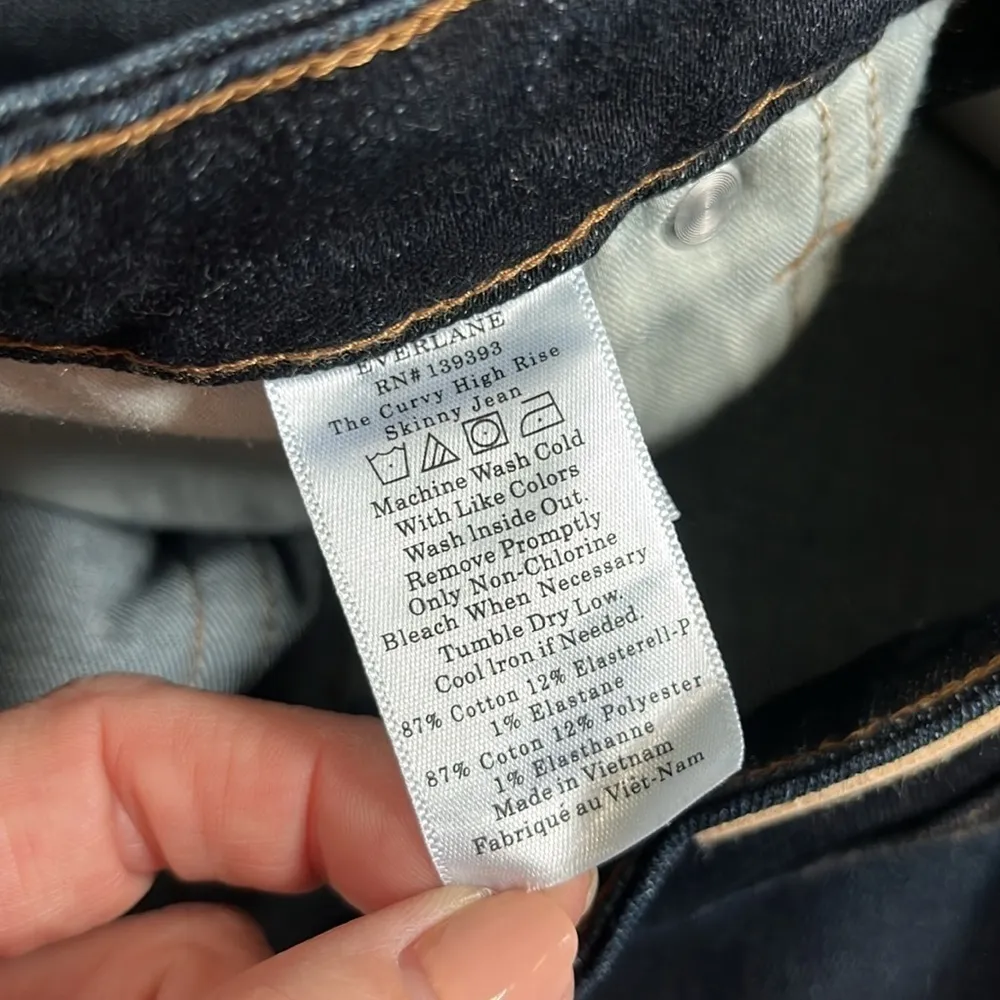 EVERLANE
RN# 139393
The Curvy High Rise
Skinny Jean
Machine Wash Cold
With Like Colors
Wash Inside Out.
Remove Promptly
Only Non-Chlorine
Bleach When Necessary
Tumble Dry Low.
Cool Iron if Needed.
87% Cotton 12% Elasterell-P
1% Elastane
87% Coton 12% Polyester
1% Elasthanne
Made in Vietnam
Fabriqué au Viêt-Nam